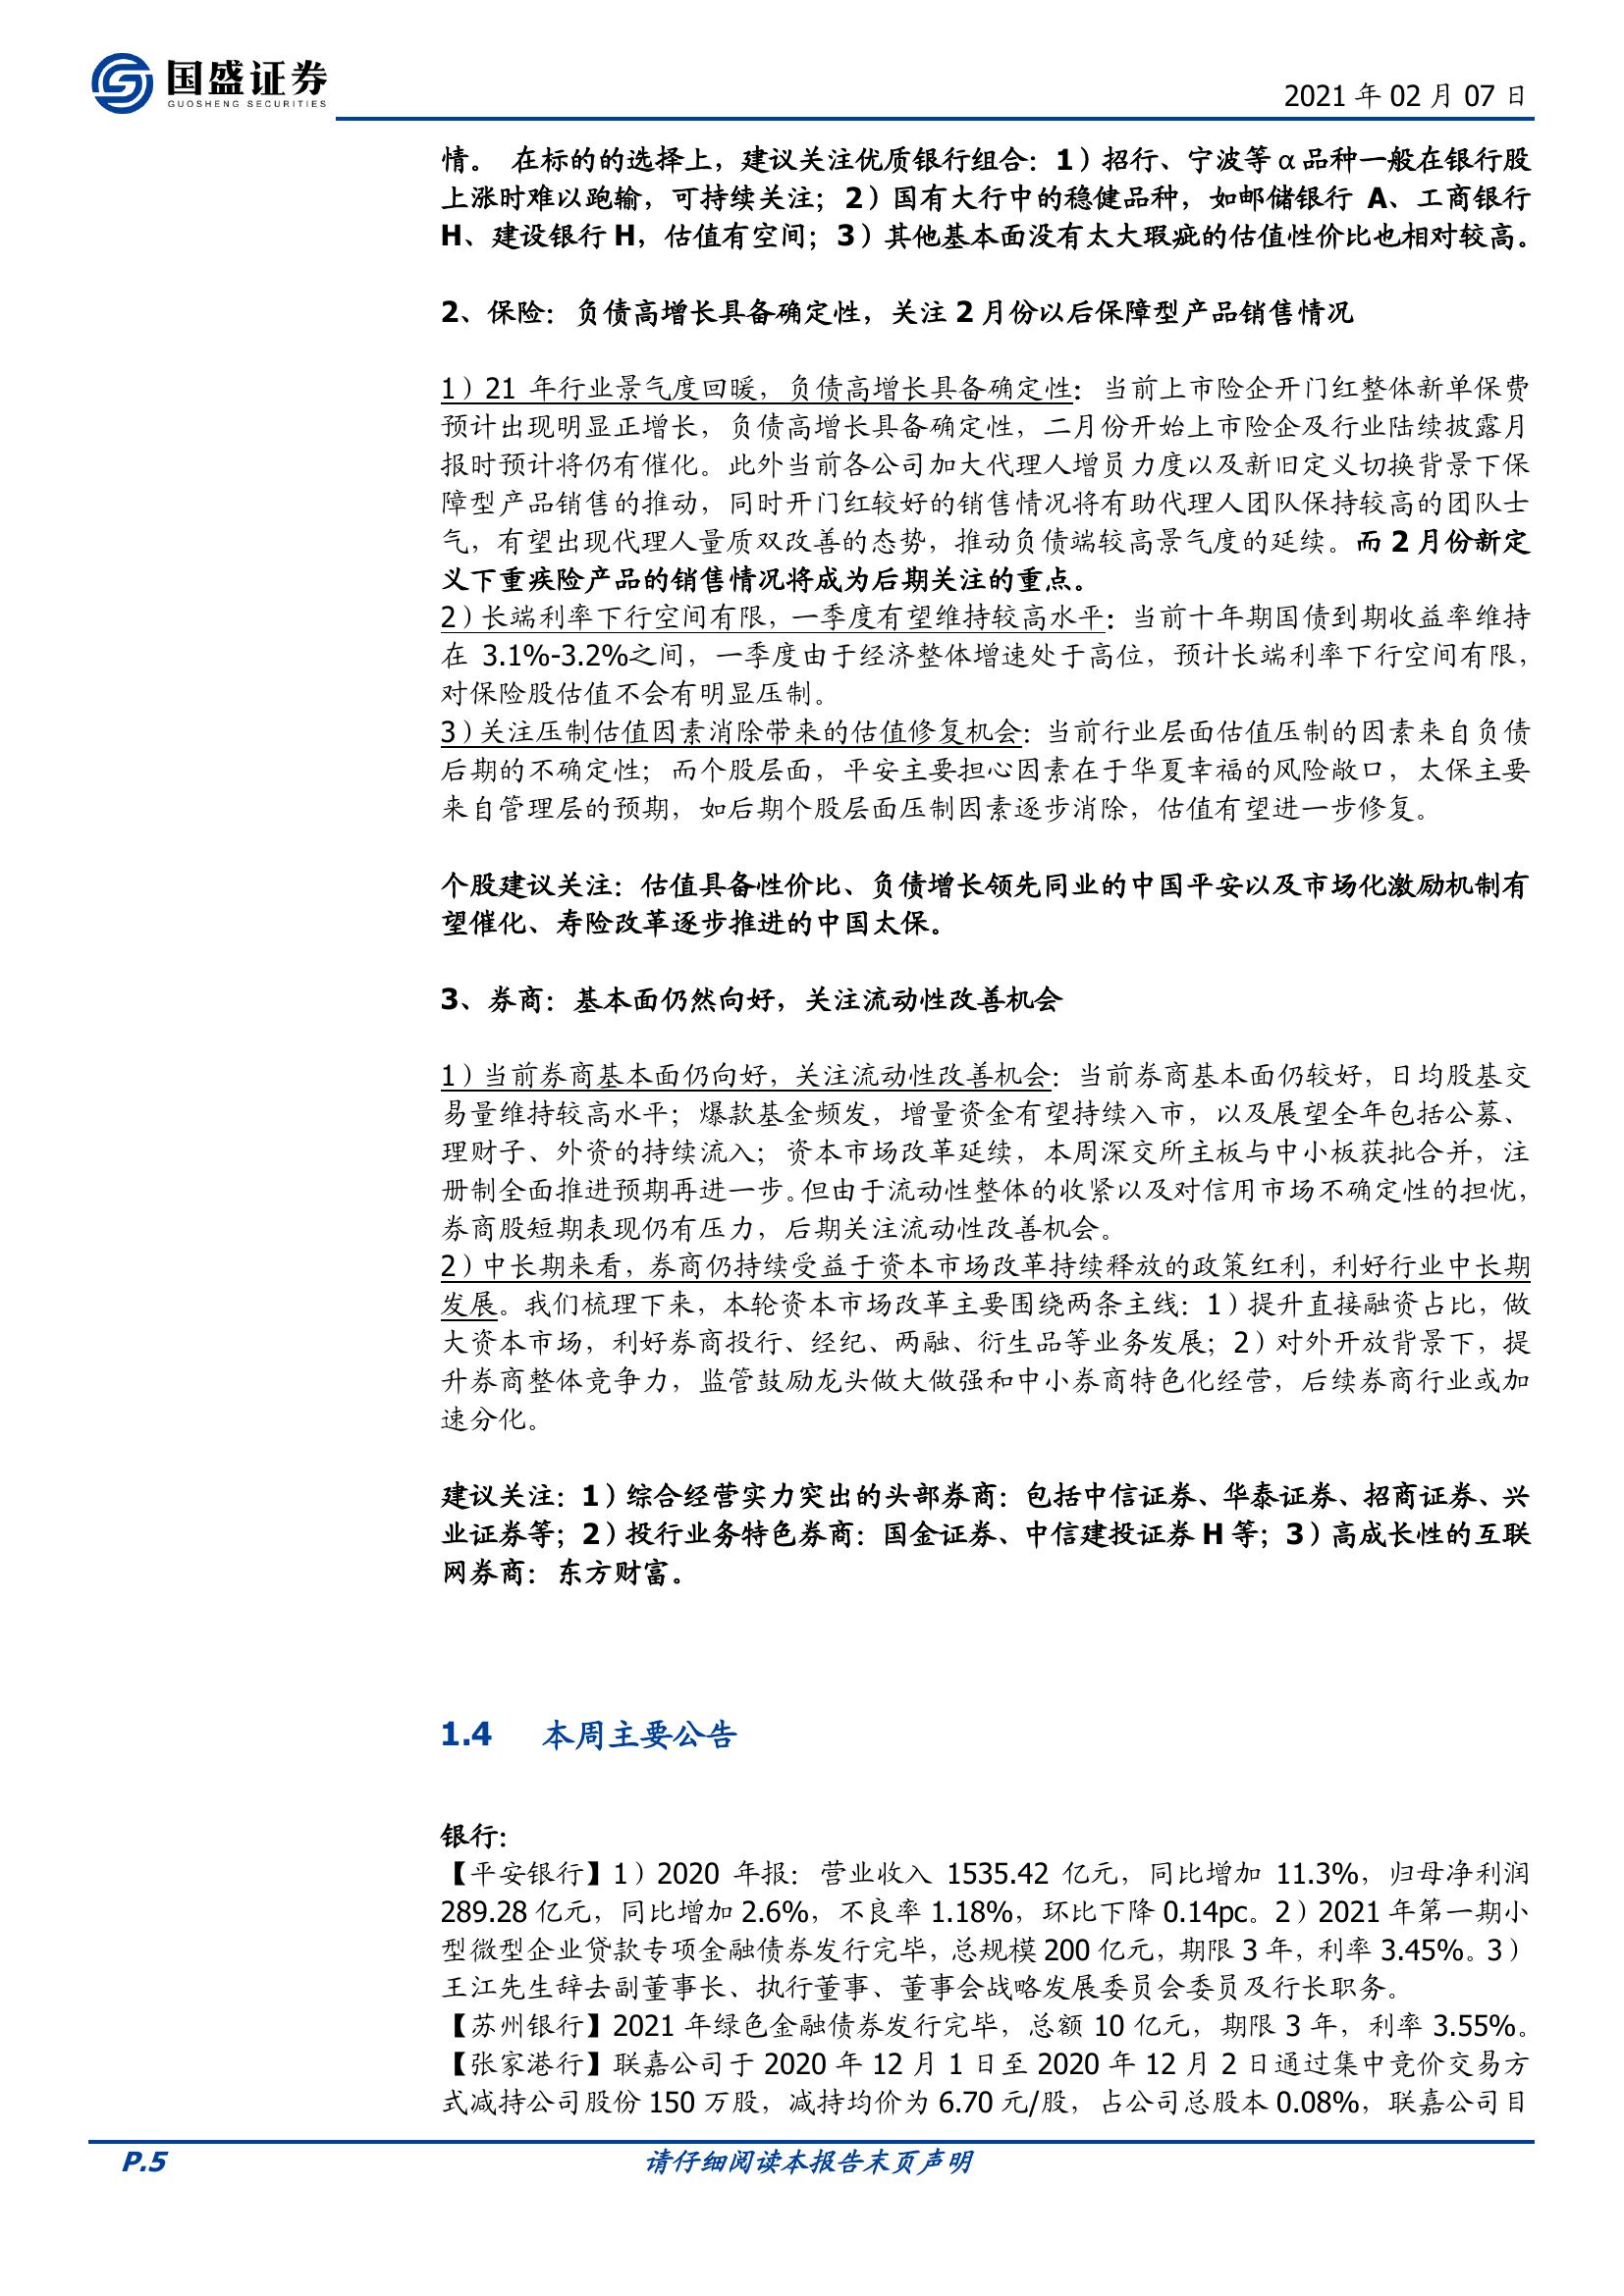 国盛证券
GUOSHENG SECURITIES
2021 年 02 月 07 日
情。 在标的的选择上，建议关注优质银行组合：1）招行、宁波等 α 品种一般在银行股
上涨时难以跑输，可持续关注；2）国有大行中的稳健品种，如邮储银行 A、工商银行
H、建设银行 H，估值有空间；3）其他基本面没有太大瑕疵的估值性价比也相对较高。
2、保险：负债高增长具备确定性，关注 2 月份以后保障型产品销售情况
1）21 年行业景气度回暖，负债高增长具备确定性：当前上市险企开门红整体新单保费
预计出现明显正增长，负债高增长具备确定性，二月份开始上市险企及行业陆续披露月
报时预计将仍有催化。此外当前各公司加大代理人增员力度以及新旧定义切换背景下保
障型产品销售的推动，同时开门红较好的销售情况将有助代理人团队保持较高的团队士
气，有望出现代理人量质双改善的态势，推动负债端较高景气度的延续。而 2 月份新定
义下重疾险产品的销售情况将成为后期关注的重点。
2）长端利率下行空间有限，一季度有望维持较高水平：当前十年期国债到期收益率维持
在 3.1%-3.2%之间，一季度由于经济整体增速处于高位，预计长端利率下行空间有限，
对保险股估值不会有明显压制。
3）关注压制估值因素消除带来的估值修复机会：当前行业层面估值压制的因素来自负债
后期的不确定性；而个股层面，平安主要担心因素在于华夏幸福的风险敞口，太保主要
来自管理层的预期，如后期个股层面压制因素逐步消除，估值有望进一步修复。
个股建议关注：估值具备性价比、负债增长领先同业的中国平安以及市场化激励机制有
望催化、寿险改革逐步推进的中国太保。
3、券商：基本面仍然向好，关注流动性改善机会
1）当前券商基本面仍向好，关注流动性改善机会：当前券商基本面仍较好，日均股基交
易量维持较高水平；爆款基金频发，增量资金有望持续入市，以及展望全年包括公募、
理财子、外资的持续流入；资本市场改革延续，本周深交所主板与中小板获批合并，注
册制全面推进预期再进一步。但由于流动性整体的收紧以及对信用市场不确定性的担忧，
券商股短期表现仍有压力，后期关注流动性改善机会。
2）中长期来看，券商仍持续受益于资本市场改革持续释放的政策红利，利好行业中长期
发展。我们梳理下来，本轮资本市场改革主要围绕两条主线：1）提升直接融资占比，做
大资本市场，利好券商投行、经纪、两融、衍生品等业务发展；2）对外开放背景下，提
升券商整体竞争力，监管鼓励龙头做大做强和中小券商特色化经营，后续券商行业或加
速分化。
建议关注：1）综合经营实力突出的头部券商：包括中信证券、华泰证券、招商证券、兴
业证券等；2）投行业务特色券商：国金证券、中信建投证券 H 等；3）高成长性的互联
网券商：东方财富。
1.4 本周主要公告
银行：
【平安银行】1）2020 年报：营业收入 1535.42 亿元，同比增加 11.3%，归母净利润
289.28 亿元，同比增加 2.6%，不良率 1.18%，环比下降 0.14pc。2）2021 年第一期小
型微型企业贷款专项金融债券发行完毕，总规模 200 亿元，期限 3 年，利率 3.45%。3）
王江先生辞去副董事长、执行董事、董事会战略发展委员会委员及行长职务。
【苏州银行】2021 年绿色金融债券发行完毕，总额 10 亿元，期限 3 年，利率 3.55%。
【张家港行】联嘉公司于 2020 年 12 月 1 日至 2020 年 12 月 2 日通过集中竞价交易方
式减持公司股份 150 万股，减持均价为 6.70 元/股，占公司总股本 0.08%，联嘉公司目
P.5
请仔细阅读本报告末页声明